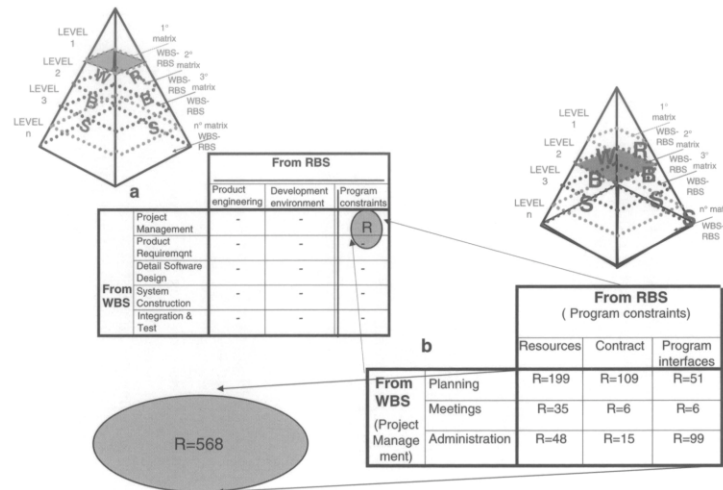 LEVEL
1
1° matrix
WBS-RBS
LEVEL
2
2° matrix
WBS-RBS
LEVEL
3
3° matrix
WBS-RBS
LEVEL
n
n° matrix
WBS-RBS
W R
B B
S S
a
From RBS
Product engineering
Development environment
Program constraints
From WBS
Project Management - - R
Product Requiremqnt - - -
Detail Software Design - - -
System Construction - - -
Integration & Test - - -
LEVEL
1
1° matrix
WBS-RBS
LEVEL
2
2° matrix
WBS-RBS
LEVEL
3
3° matrix
WBS-RBS
LEVEL
n
n° mat
WBS-RBS
W R
B B
S S
b
From RBS
( Program constraints)
Resources Contract Program interfaces
From WBS
(Project Manage ment)
Planning R=199 R=109 R=51
Meetings R=35 R=6 R=6
Administration R=48 R=15 R=99
R=568